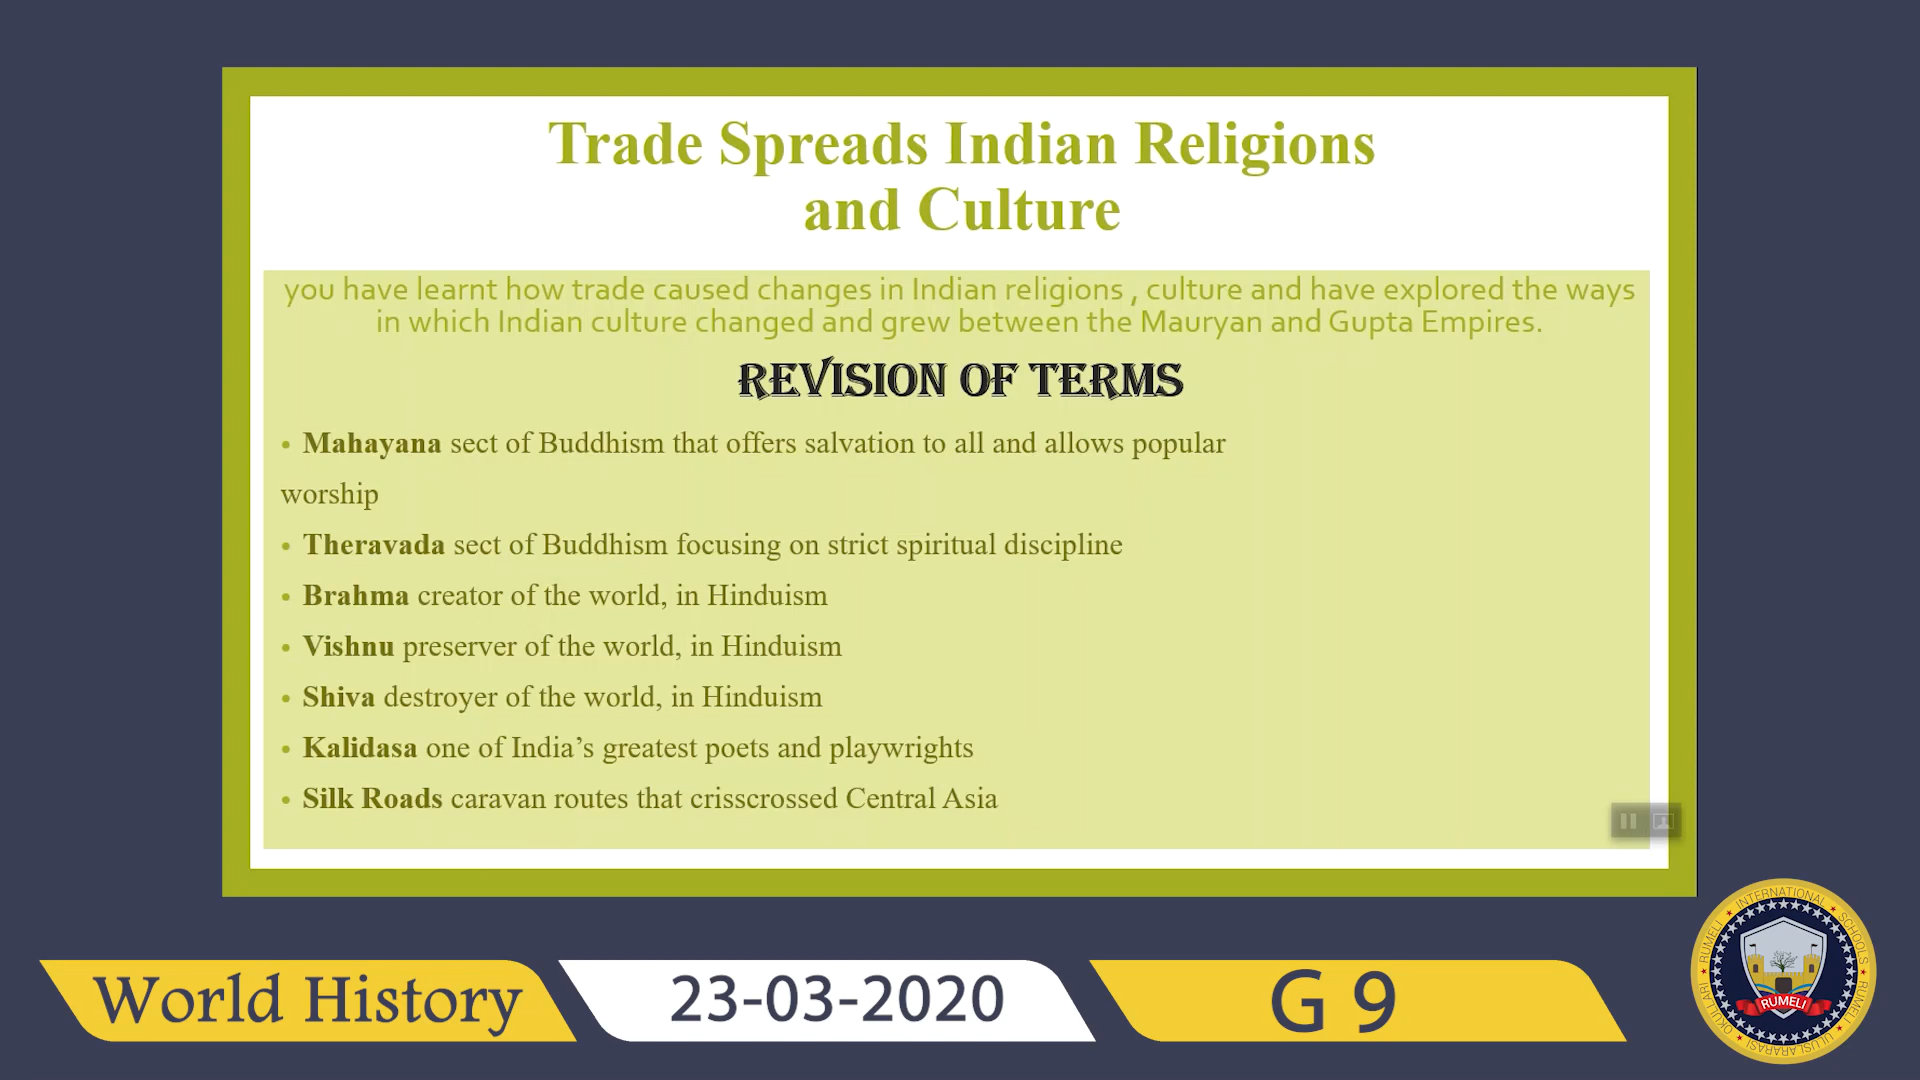 Trade Spreads Indian Religions
and Culture
you have learnt how trade caused changes in Indian religions , culture and have explored the ways
in which Indian culture changed and grew between the Mauryan and Gupta Empires.
REVISION OF TERMS
• Mahayana sect of Buddhism that offers salvation to all and allows popular
worship
• Theravada sect of Buddhism focusing on strict spiritual discipline
• Brahma creator of the world, in Hinduism
• Vishnu preserver of the world, in Hinduism
• Shiva destroyer of the world, in Hinduism
• Kalidasa one of India’s greatest poets and playwrights
• Silk Roads caravan routes that crisscrossed Central Asia
World History
23-03-2020
G 9
RUMELI INTERNATIONAL SCHOOLS
RUMELI ULUSLARARASI OKULLARI
RUMELI